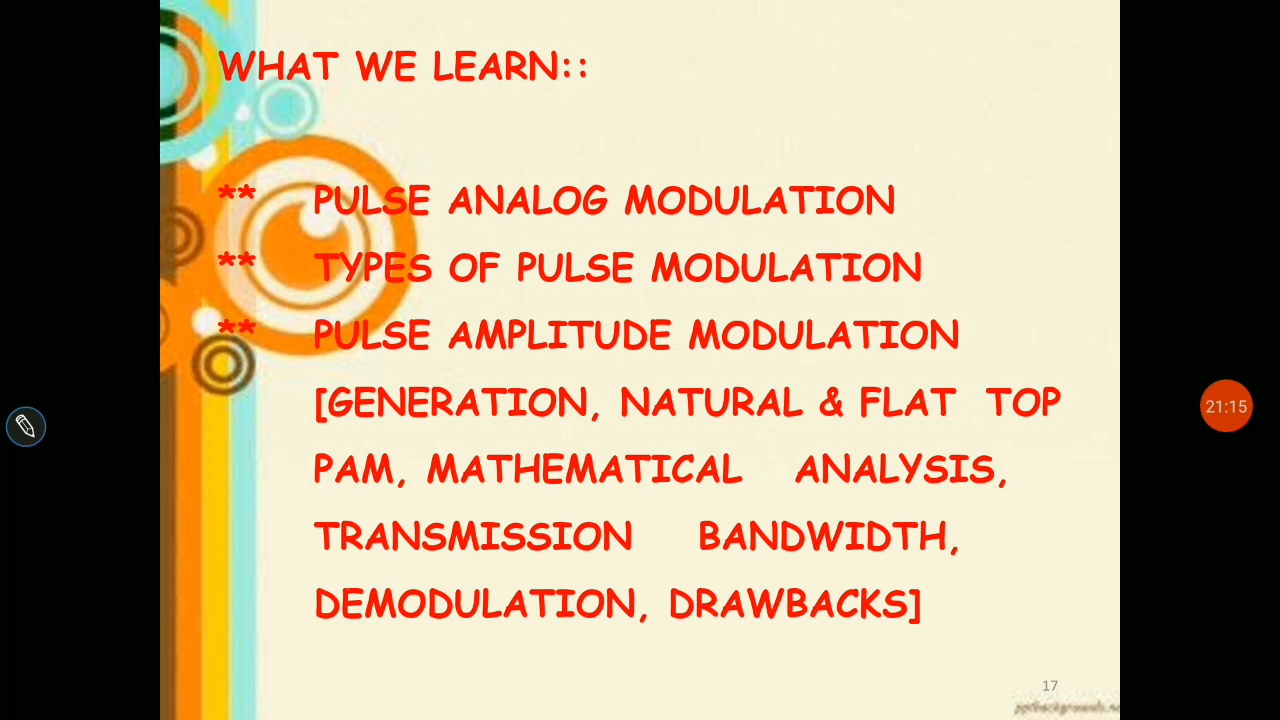 WHAT WE LEARN::
** PULSE ANALOG MODULATION
** TYPES OF PULSE MODULATION
** PULSE AMPLITUDE MODULATION
[GENERATION, NATURAL & FLAT TOP
PAM, MATHEMATICAL ANALYSIS,
TRANSMISSION BANDWIDTH,
DEMODULATION, DRAWBACKS]
21:15
17